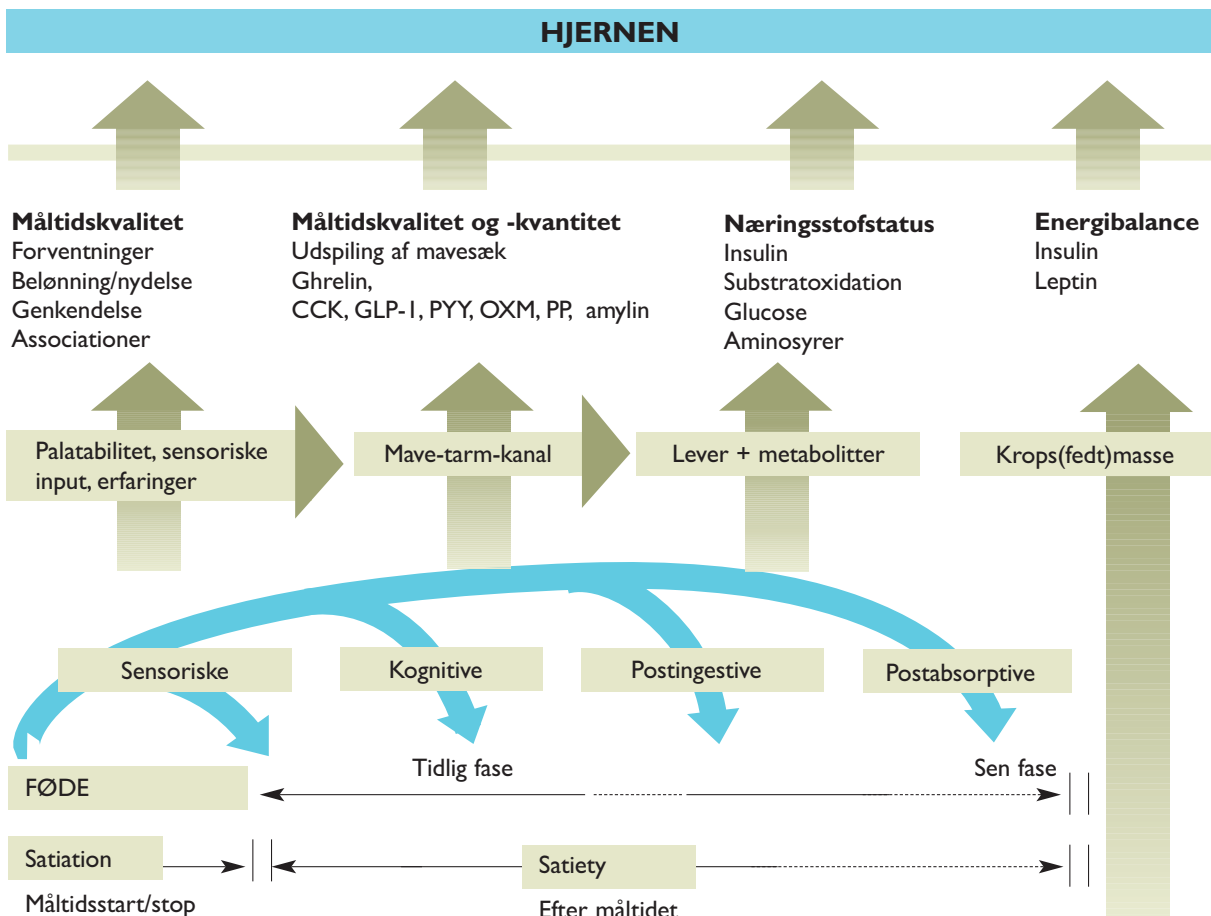 HJERNEN
Måltidskvalitet
Forventninger
Belønning/nydelse
Genkendelse
Associationer
Måltidskvalitet og -kvantitet
Udspiling af mavesæk
Ghrelin,
CCK, GLP-1, PYY, OXM, PP, amylin
Næringsstofstatus
Insulin
Substratoxidation
Glucose
Aminosyrer
Energibalance
Insulin
Leptin
Palatabilitet, sensoriske
input, erfaringer
Mave-tarm-kanal
Lever + metabolitter
Krops(fedt)masse
Sensoriske
Kognitive
Postingestive
Postabsorptive
FØDE
Tidlig fase
Sen fase
Satiation
Satiety
Måltidsstart/stop
Efter måltidet